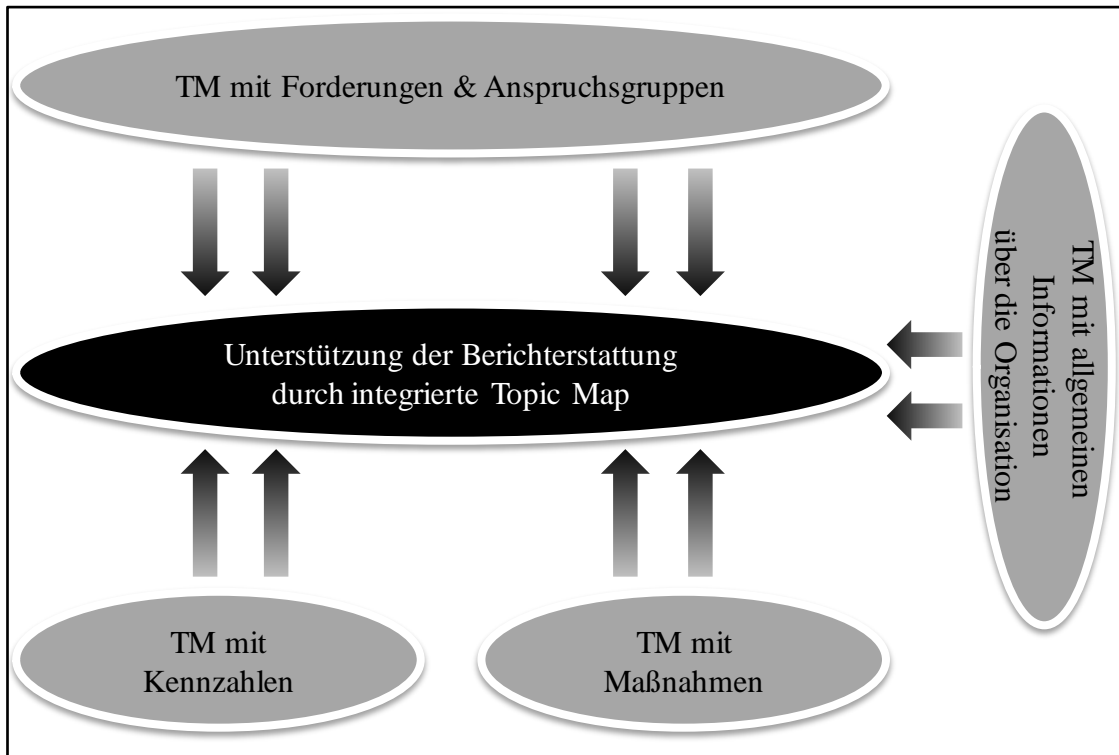 TM mit Forderungen & Anspruchsgruppen
TM mit allgemeinen
Informationen
über die Organisation
Unterstützung der Berichterstattung
durch integrierte Topic Map
TM mit
Kennzahlen
TM mit
Maßnahmen